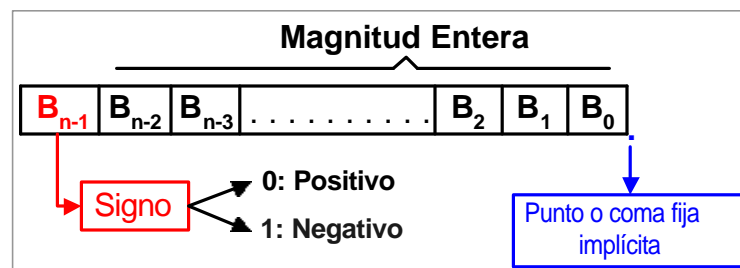 Magnitud Entera
Bn-1 Bn-2 Bn-3 . . . . . . . . . . B2 B1 B0 .
0: Positivo
Signo
1: Negativo
Punto o coma fija
implícita